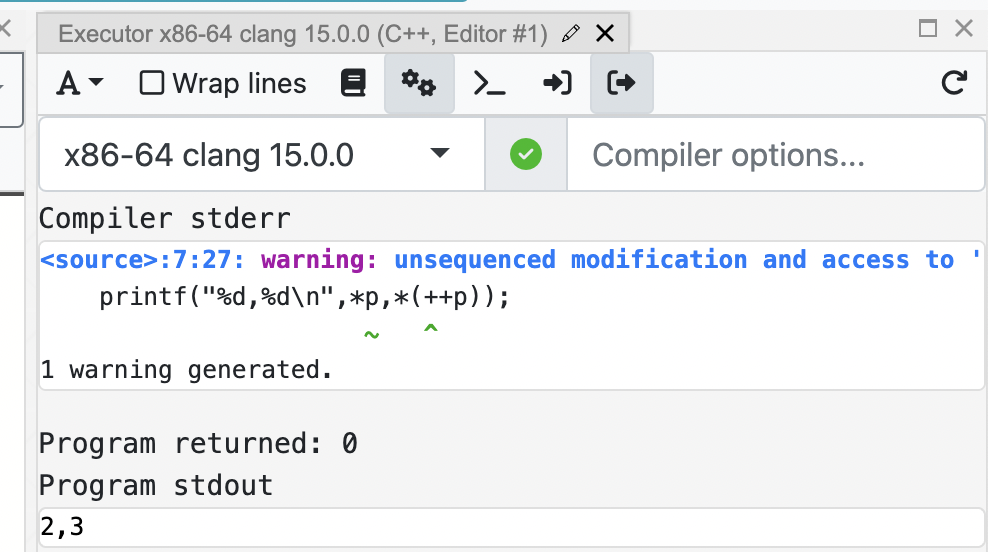 Executor x86-64 clang 15.0.0 (C++, Editor #1)
A Wrap lines
x86-64 clang 15.0.0 Compiler options...
Compiler stderr
<source>:7:27: warning: unsequenced modification and access to '
printf("%d,%d\n",*p,*(++p));
~ ^
1 warning generated.
Program returned: 0
Program stdout
2,3